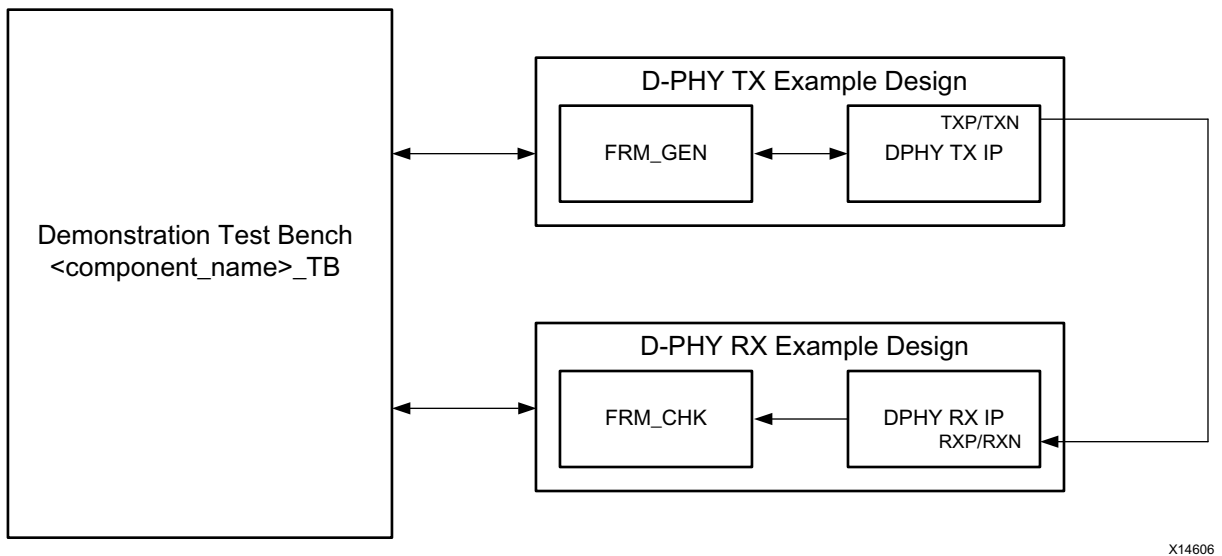 Demonstration Test Bench
<component_name>_TB
D-PHY TX Example Design
FRM_GEN
TXP/TXN
DPHY TX IP
D-PHY RX Example Design
FRM_CHK
DPHY RX IP
RXP/RXN
X14606